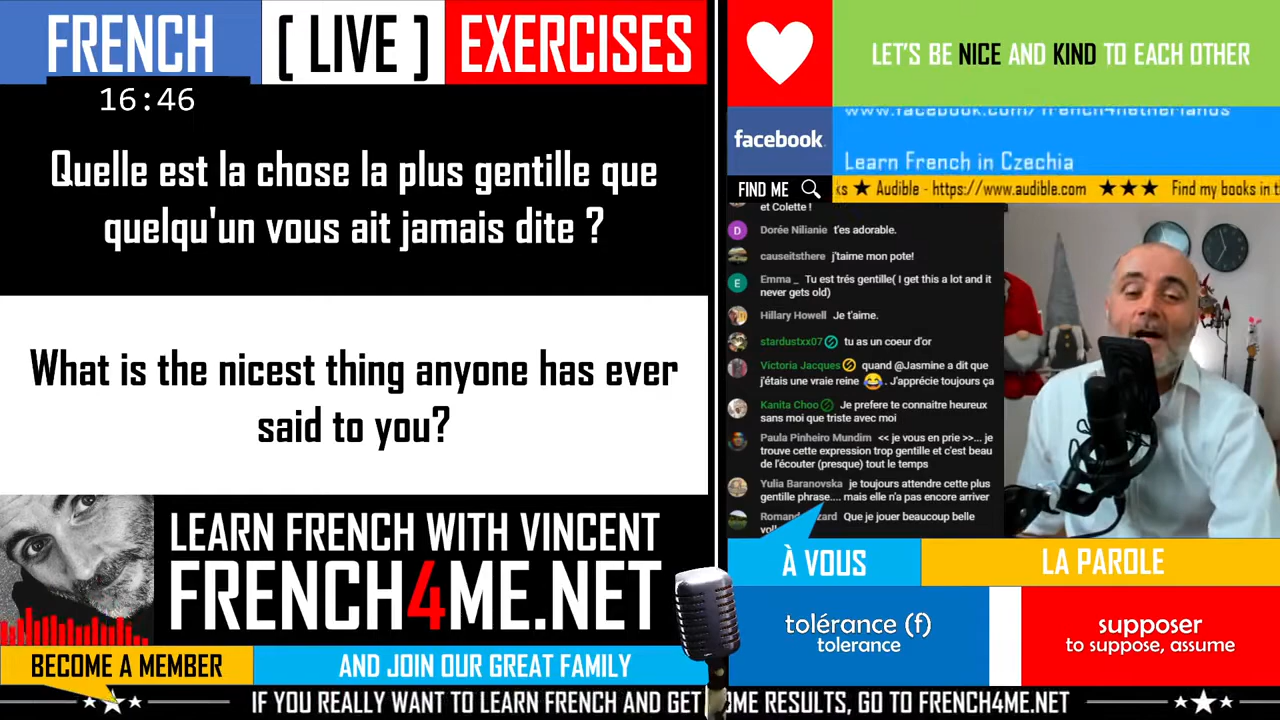 FRENCH
[ LIVE ]
EXERCISES
16:46
Quelle est la chose la plus gentille que
quelqu'un vous ait jamais dite ?
What is the nicest thing anyone has ever
said to you?
LEARN FRENCH WITH VINCENT
FRENCH4ME.NET
BECOME A MEMBER
AND JOIN OUR GREAT FAMILY
IF YOU REALLY WANT TO LEARN FRENCH AND GET OME RESULTS, GO TO FRENCH4ME.NET
LET'S BE NICE AND KIND TO EACH OTHER
facebook.
www.facebook.com/french4netherlands
Learn French in Czechia
FIND ME
ks ★ Audible - https://www.audible.com ★★★ Find my books in t
et Colette !
D
Dorée Nilianie t'es adorable.
causeitsthere j'taime mon pote!
E
Emma _ Tu est trés gentille( I get this a lot and it
never gets old)
Hillary Howell Je t'aime.
stardustxx07 tu as un coeur d'or
Victoria Jacques quand @Jasmine a dit que
j'étais une vraie reine 😂 . J'apprécie toujours ça
Kanita Choo Je prefere te connaitre heureux
sans moi que triste avec moi
Paula Pinheiro Mundim << je vous en prie >>... je
trouve cette expression trop gentille et c'est beau
de l'écouter (presque) tout le temps
Yulia Baranovska je toujours attendre cette plus
gentille phrase.... mais elle n'a pas encore arriver
Que je jouer beaucoup belle
À VOUS
LA PAROLE
tolérance (f)
tolerance
supposer
to suppose, assume